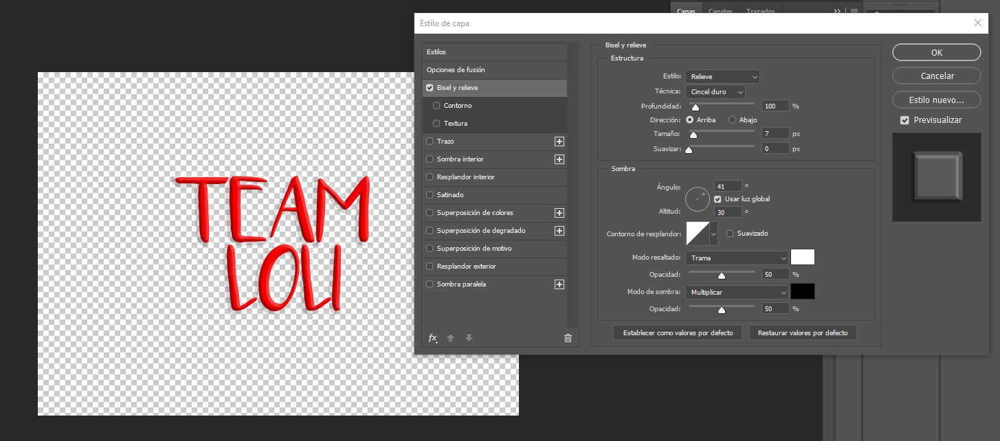 Capas Canales Trazados
Estilo de capa
Estilos
Opciones de fusión
Bisel y relieve
Contorno
Textura
Trazo
Sombra interior
Resplandor interior
Satinado
Superposición de colores
Superposición de degradado
Superposición de motivo
Resplandor exterior
Sombra paralela
fx
Bisel y relieve
Estructura
Estilo: Relieve
Técnica: Cincel duro
Profundidad: 100 %
Dirección: Arriba Abajo
Tamaño: 7 px
Suavizar: 0 px
Sombra
Ángulo: 41 °
Usar luz global
Altitud: 30 °
Contorno de resplandor: Suavizado
Modo resaltado: Trama
Opacidad: 50 %
Modo de sombra: Multiplicar
Opacidad: 50 %
Establecer como valores por defecto Restaurar valores por defecto
OK
Cancelar
Estilo nuevo...
Previsualizar
TEAM
LOLI